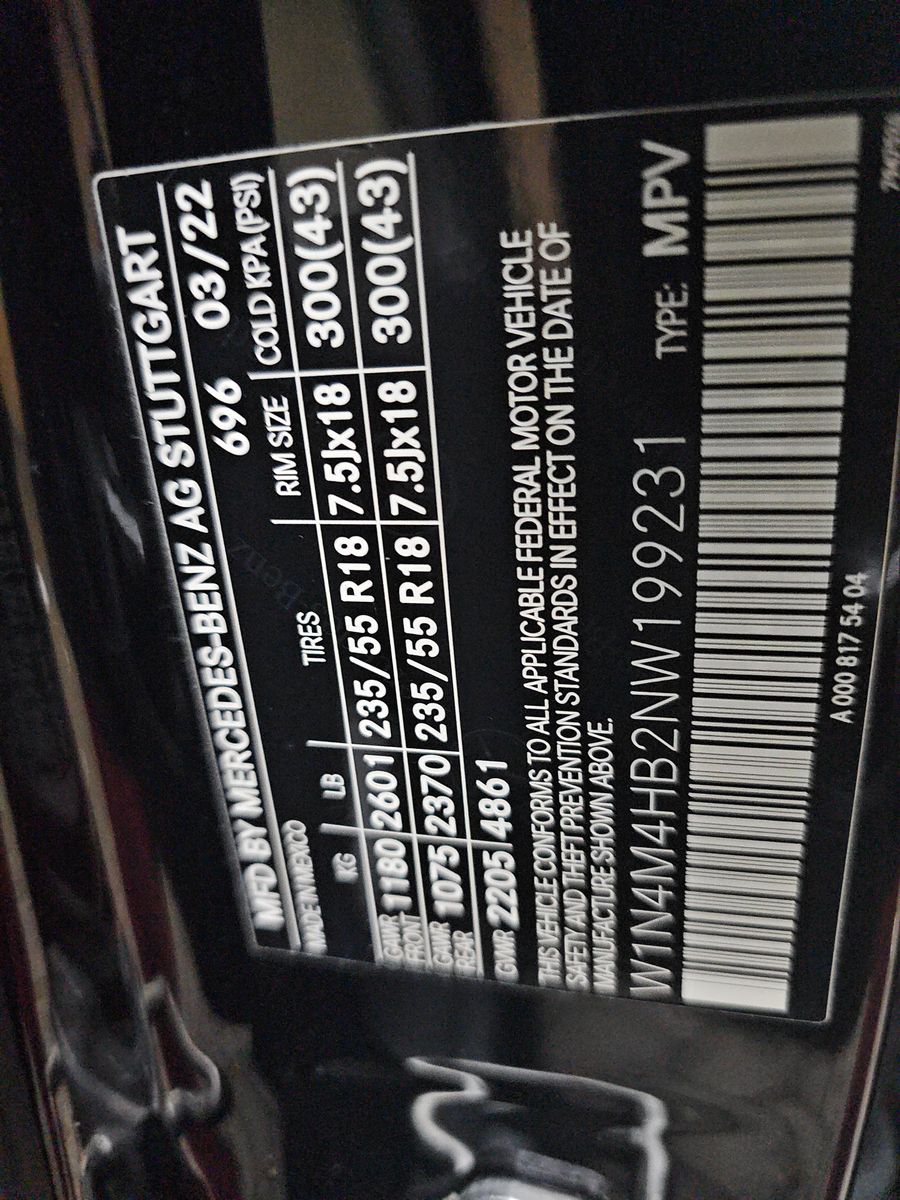 MFD BY MERCEDES-BENZ AG STUTTGART
696 03/22
MADE IN MEXICO
KG LB TIRES RIM SIZE COLD KPA (PSI)
GAWR FRONT 1180 2601 235/55 R18 7.5Jx18 300(43)
GAWR REAR 1075 2370 235/55 R18 7.5Jx18 300(43)
GVWR 2205 4861
THIS VEHICLE CONFORMS TO ALL APPLICABLE FEDERAL MOTOR VEHICLE
SAFETY AND THEFT PREVENTION STANDARDS IN EFFECT ON THE DATE OF
MANUFACTURE SHOWN ABOVE.
W1N4M4HB2NW199231 TYPE: MPV
A 000 817 54 04